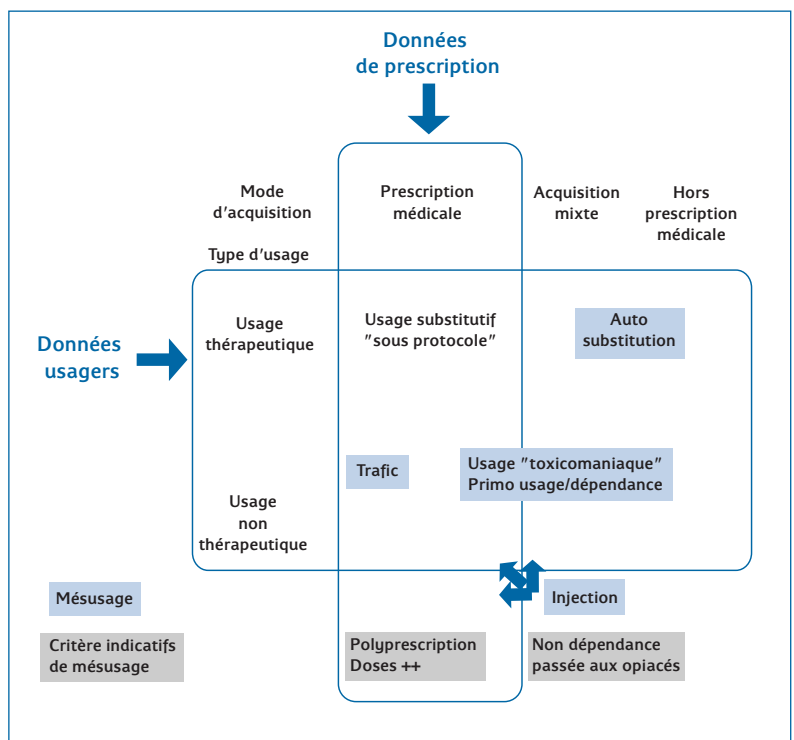 Données
de prescription
Mode
d'acquisition
Prescription
médicale
Acquisition
mixte
Hors
prescription
médicale
Type d'usage
Données
usagers
Usage
thérapeutique
Usage substitutif
"sous protocole"
Auto
substitution
Trafic
Usage "toxicomaniaque"
Primo usage/dépendance
Usage
non
thérapeutique
Mésusage
Injection
Critère indicatifs
de mésusage
Polyprescription
Doses ++
Non dépendance
passée aux opiacés